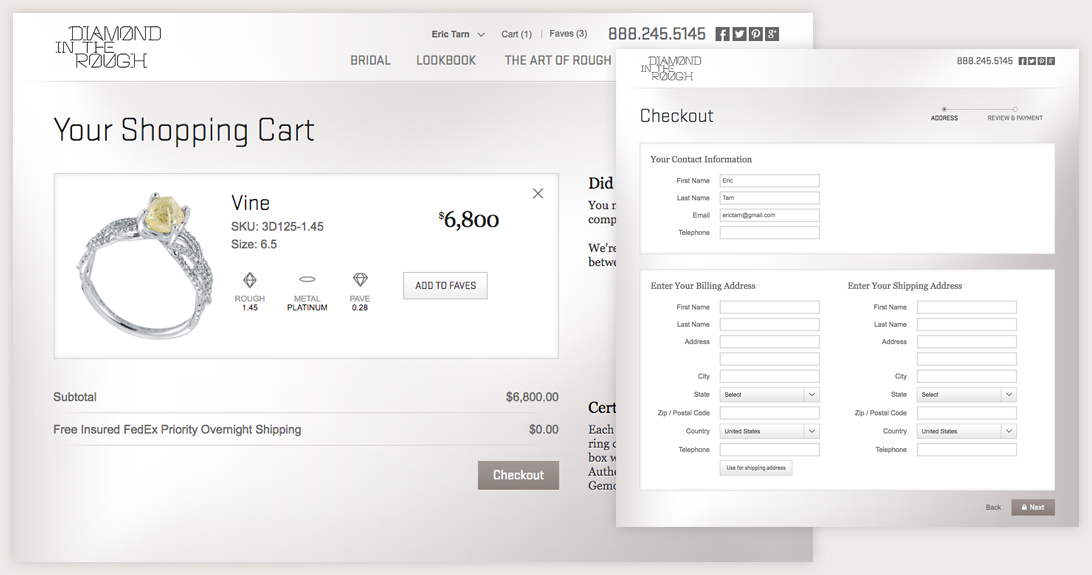 DIAMOND
IN THE
ROUGH
Eric Tarn
Cart (1)
Faves (3)
888.245.5145
BRIDAL
LOOKBOOK
THE ART OF ROUGH
Your Shopping Cart
Vine
SKU: 3D125-1.45
Size: 6.5
$6,800
ROUGH
1.45
METAL
PLATINUM
PAVE
0.28
ADD TO FAVES
Subtotal
$6,800.00
Free Insured FedEx Priority Overnight Shipping
$0.00
Checkout
Did
You
comp
We're
betwe
Cert
Each
ring
box
Authe
Gemo
DIAMOND
IN THE
ROUGH
888.245.5145
Checkout
ADDRESS
REVIEW & PAYMENT
Your Contact Information
First Name
Eric
Last Name
Tarn
Email
erictarn@gmail.com
Telephone
Enter Your Billing Address
First Name
Last Name
Address
City
State
Select
Zip / Postal Code
Country
United States
Telephone
Use for shipping address
Enter Your Shipping Address
First Name
Last Name
Address
City
State
Select
Zip / Postal Code
Country
United States
Telephone
Back
Next